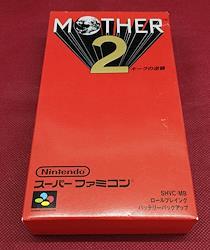 MOTHER
2
ギーグの逆襲
Nintendo
スーパーファミコン
SHVC-MB
ロールプレイング
バッテリーバックアップ